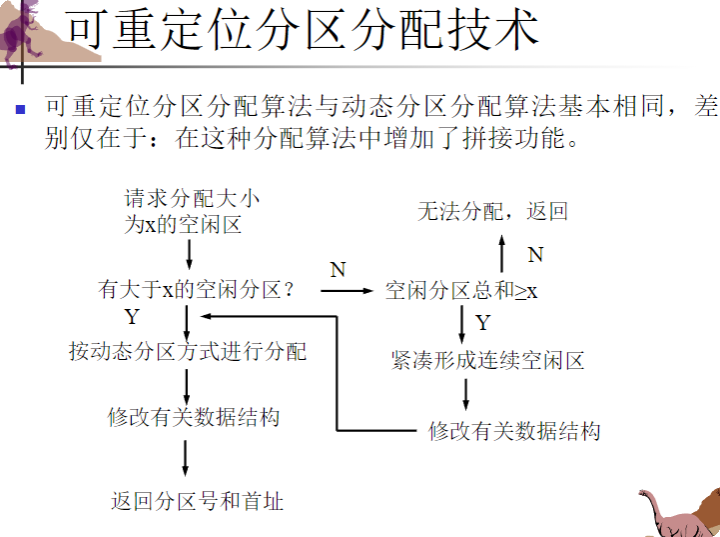 可重定位分区分配技术
可重定位分区分配算法与动态分区分配算法基本相同，差
别仅在于：在这种分配算法中增加了拼接功能。
请求分配大小
为x的空闲区
有大于x的空闲分区？
Y
按动态分区方式进行分配
修改有关数据结构
返回分区号和首址
N
无法分配，返回
N
空闲分区总和≥x
Y
紧凑形成连续空闲区
修改有关数据结构